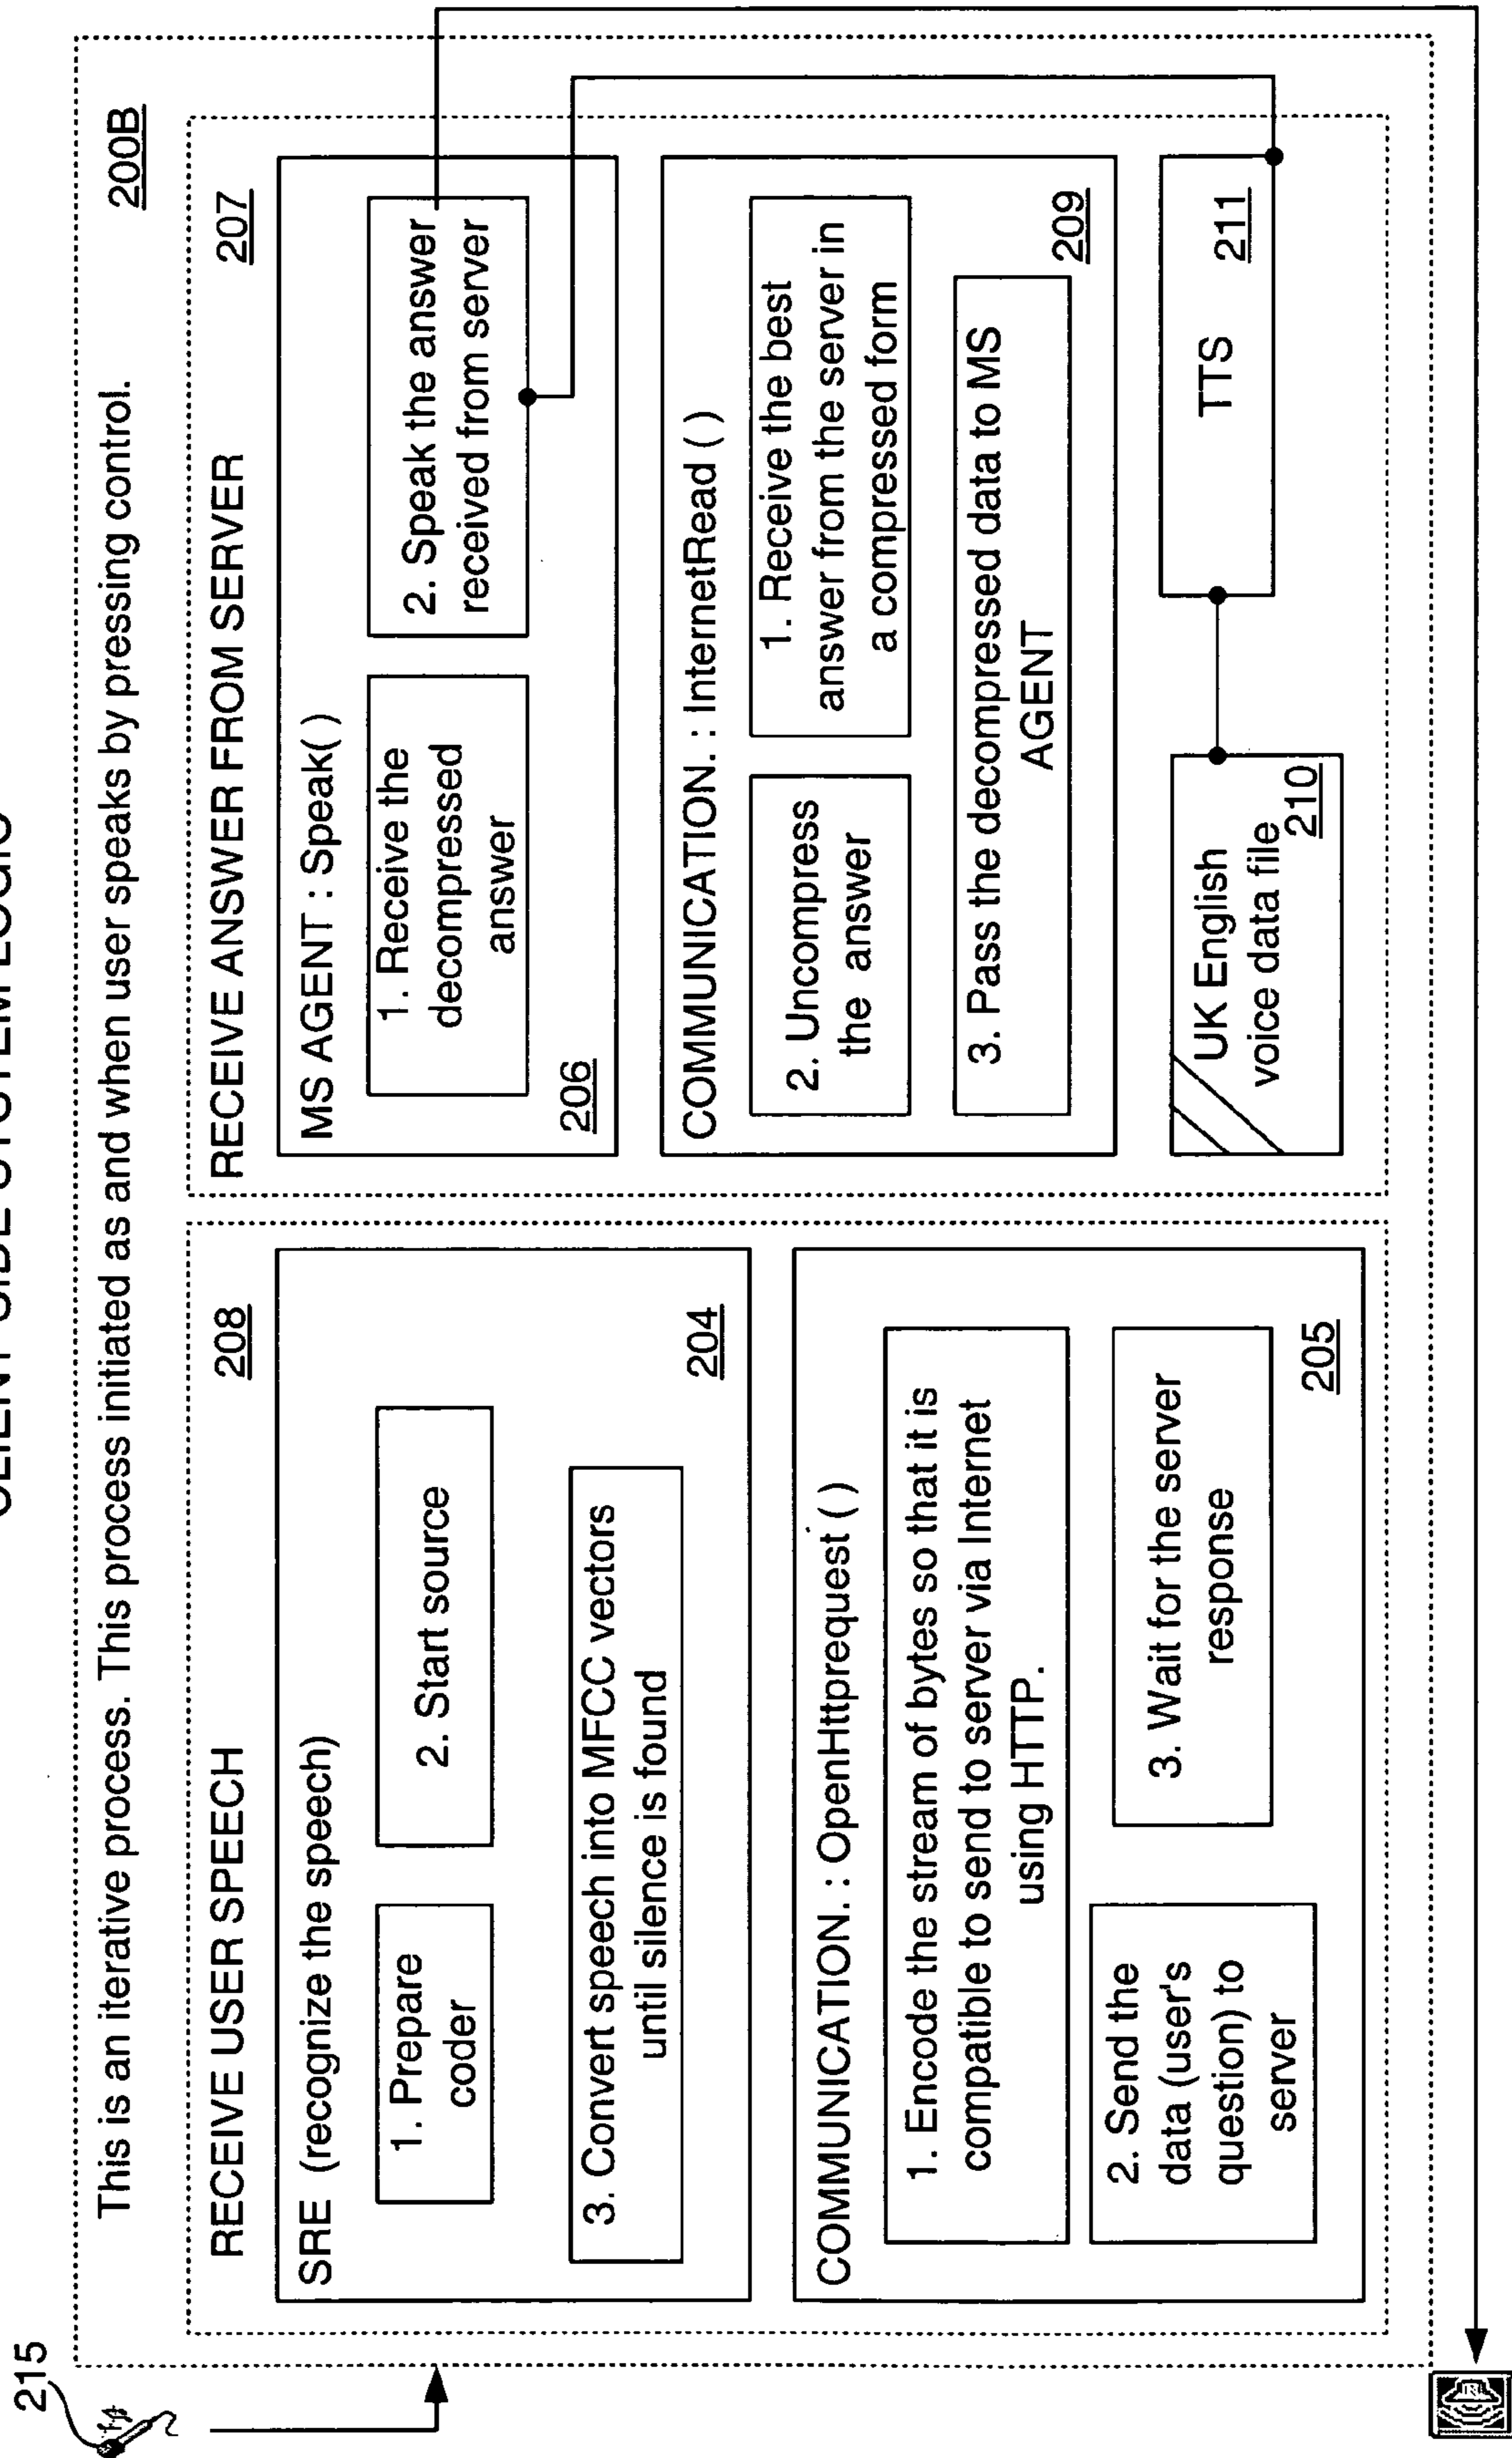 CLIENT SIDE SYSTEM LOGIC
215
This is an iterative process. This process initiated as and when user speaks by pressing control.
200B
RECEIVE USER SPEECH
208
SRE (recognize the speech)
1. Prepare
coder
2. Start source
3. Convert speech into MFCC vectors
until silence is found
204
COMMUNICATION. : OpenHttprequest ( )
1. Encode the stream of bytes so that it is
compatible to send to server via Internet
using HTTP.
2. Send the
data (user's
question) to
server
3. Wait for the server
response
205
RECEIVE ANSWER FROM SERVER
207
MS AGENT : Speak( )
1. Receive the
decompressed
answer
2. Speak the answer
received from server
206
COMMUNICATION. : InternetRead ( )
2. Uncompress
the answer
1. Receive the best
answer from the server in
a compressed form
3. Pass the decompressed data to MS
AGENT
209
UK English
voice data file
210
TTS
211